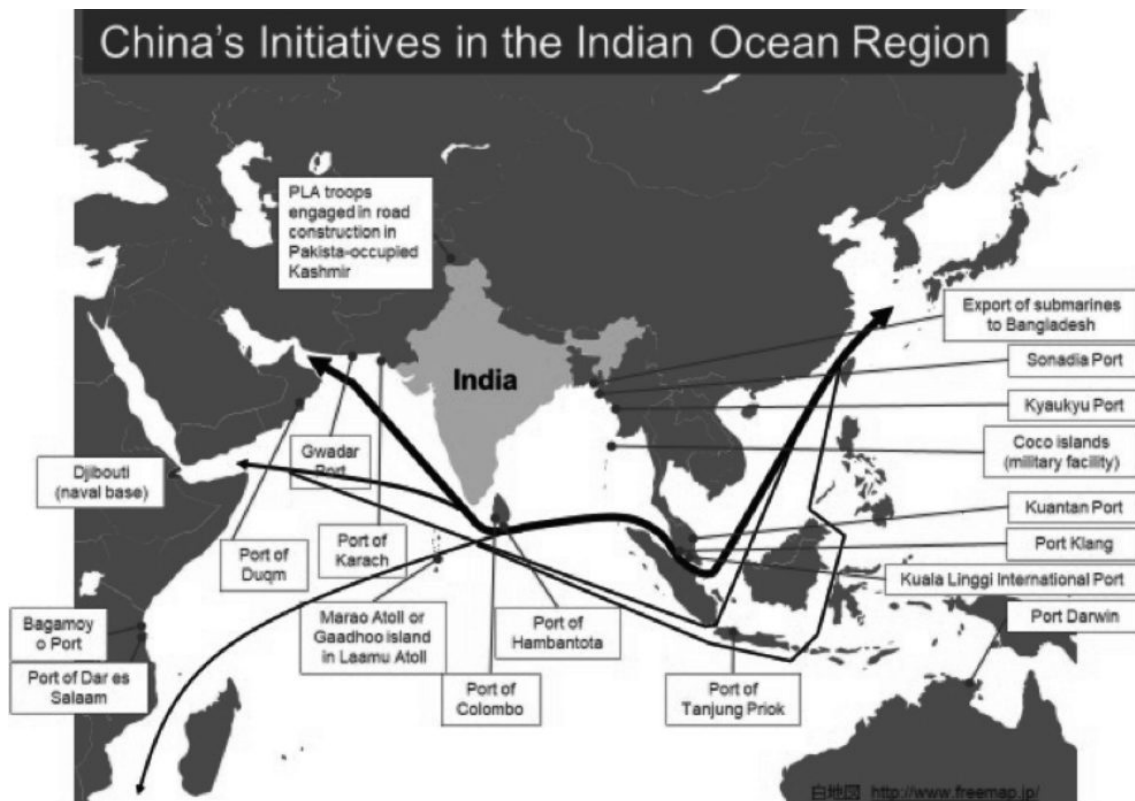 China's Initiatives in the Indian Ocean Region
PLA troops
engaged in road
construction in
Pakista-occupied
Kashmir
India
Export of submarines
to Bangladesh
Sonadia Port
Kyaukyu Port
Coco islands
(military facility)
Kuantan Port
Port Klang
Kuala Linggi International Port
Port Darwin
Gwadar
Port
Djibouti
(naval base)
Port of
Duqm
Port of
Karach
Bagamoy
o Port
Port of Dar es
Salaam
Marao Atoll or
Gaadhoo island
in Laamu Atoll
Port of
Hambantota
Port of
Colombo
Port of
Tanjung Priok
白地図 http://www.freemap.jp/